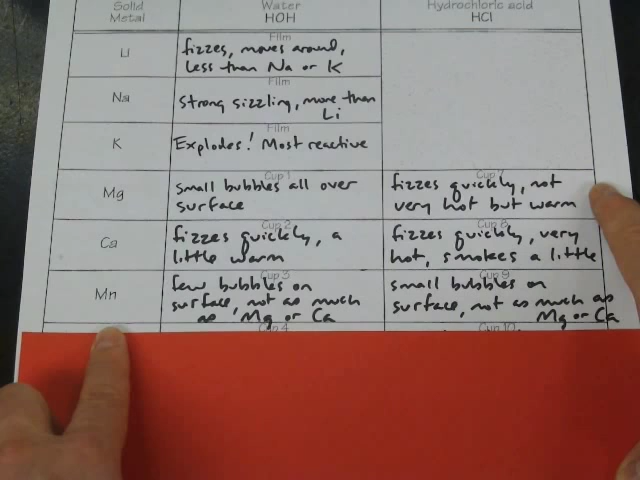 Solid Metal
Water HOH
Hydrochloric acid HCl
Li
Film
fizzes, moves around,
less than Na or K
Na
Film
strong sizzling, more than
Li
K
Film
Explodes! Most reactive
Mg
Cup 1
small bubbles all over
surface
Cup 7
fizzes quickly, not
very hot but warm
Ca
Cup 2
fizzes quickly, a
little warm
Cup 8
fizzes quickly, very
hot, smokes a little
Mn
Cup 3
few bubbles on
surface, not as much
as Mg or Ca
Cup 9
small bubbles on
surface, not as much as
Mg or Ca
Cup 4
Cup 10